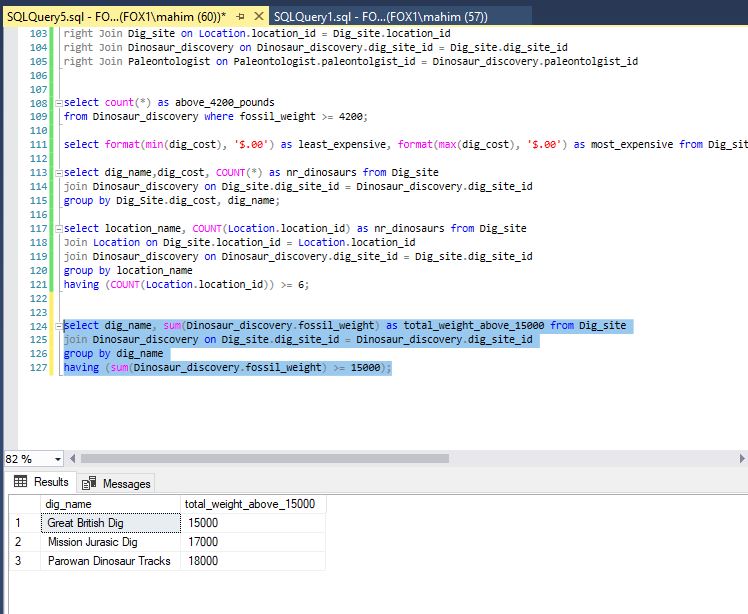 SQLQuery5.sql - FO...(FOX1\mahim (60))* SQLQuery1.sql - FO...(FOX1\mahim (57))
103 right Join Dig_site on Location.location_id = Dig_site.location_id
104 right Join Dinosaur_discovery on Dinosaur_discovery.dig_site_id = Dig_site.dig_site_id
105 right Join Paleontologist on Paleontologist.paleontolgist_id = Dinosaur_discovery.paleontolgist_id
106
107
108 select count(*) as above_4200_pounds
109 from Dinosaur_discovery where fossil_weight >= 4200;
110
111 select format(min(dig_cost), '$.00') as least_expensive, format(max(dig_cost), '$.00') as most_expensive from Dig_sit
112
113 select dig_name,dig_cost, COUNT(*) as nr_dinosaurs from Dig_site
114 join Dinosaur_discovery on Dig_site.dig_site_id = Dinosaur_discovery.dig_site_id
115 group by Dig_Site.dig_cost, dig_name;
116
117 select location_name, COUNT(Location.location_id) as nr_dinosaurs from Dig_site
118 Join Location on Dig_site.location_id = Location.location_id
119 join Dinosaur_discovery on Dinosaur_discovery.dig_site_id = Dig_site.dig_site_id
120 group by location_name
121 having (COUNT(Location.location_id)) >= 6;
122
123
124 select dig_name, sum(Dinosaur_discovery.fossil_weight) as total_weight_above_15000 from Dig_site
125 join Dinosaur_discovery on Dig_site.dig_site_id = Dinosaur_discovery.dig_site_id
126 group by dig_name
127 having (sum(Dinosaur_discovery.fossil_weight) >= 15000);
82 %
Results Messages
dig_name total_weight_above_15000
1 Great British Dig 15000
2 Mission Jurasic Dig 17000
3 Parowan Dinosaur Tracks 18000